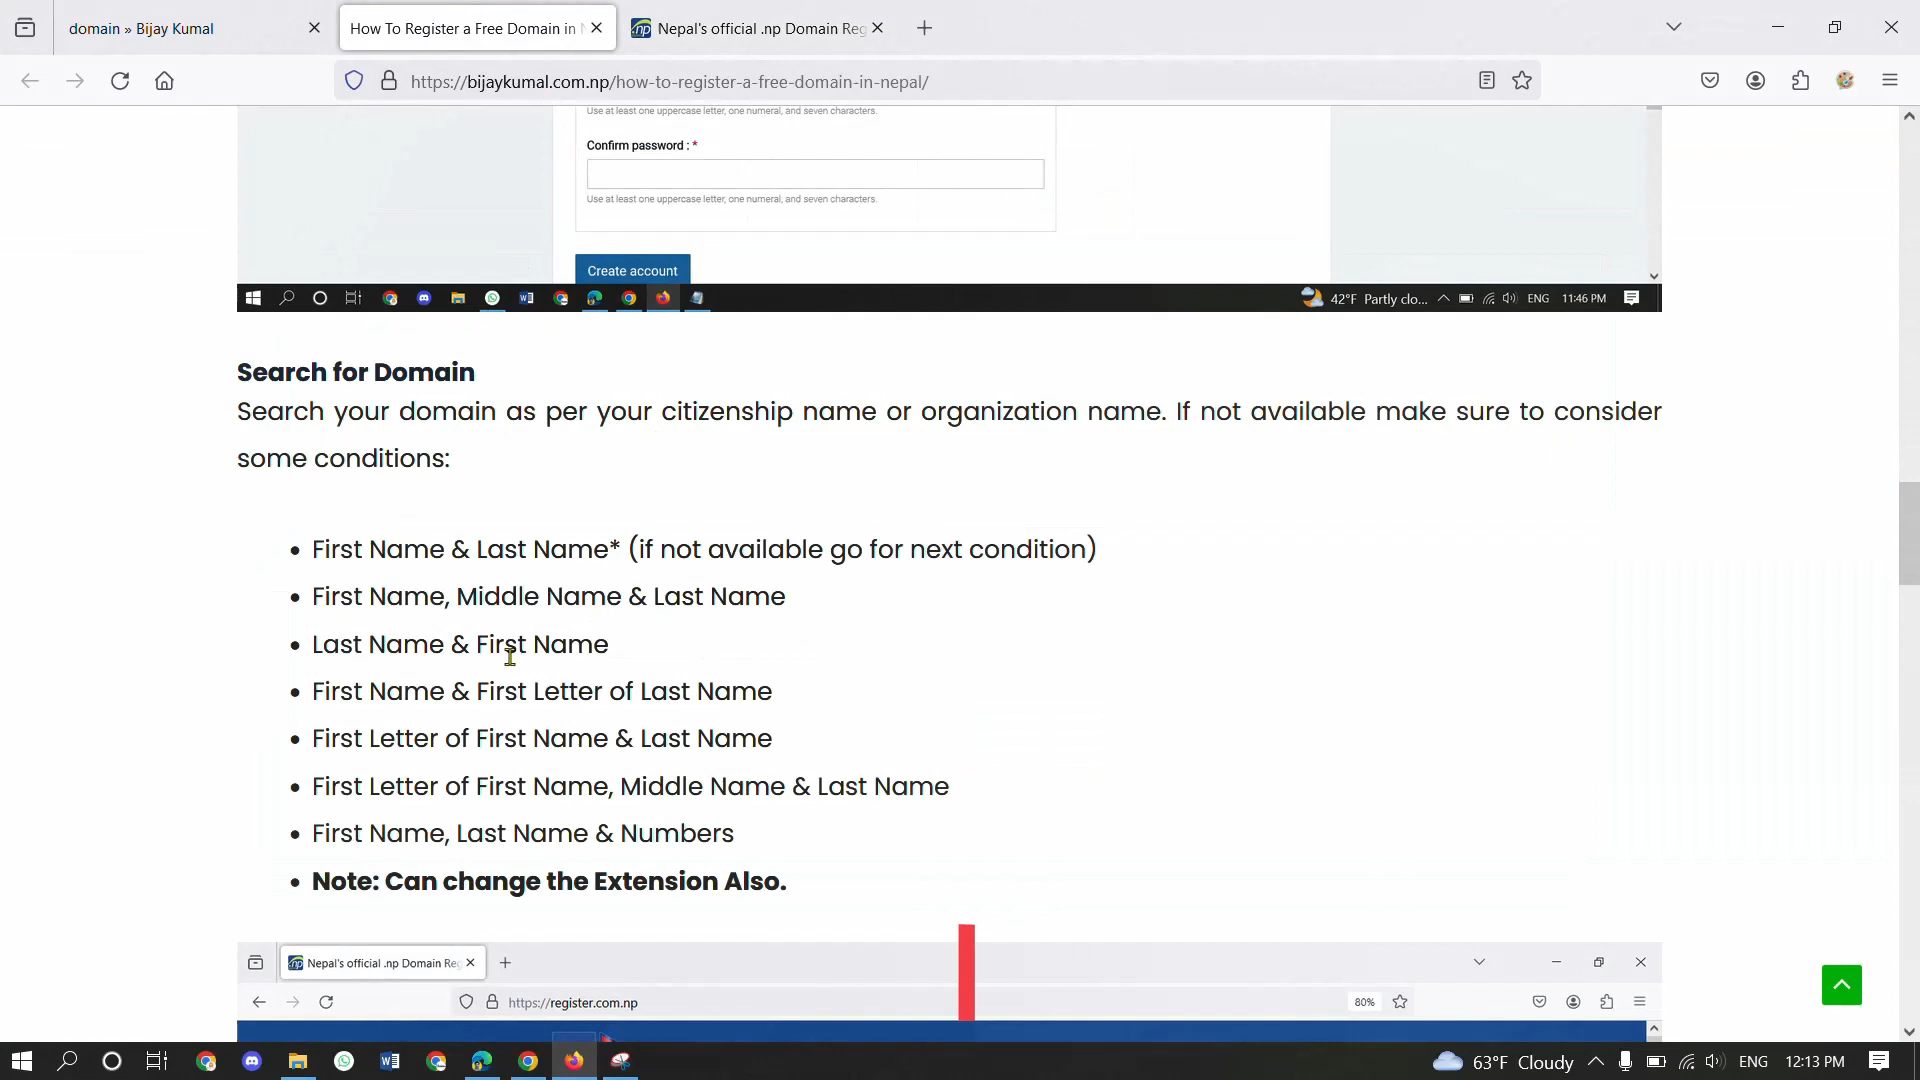 domain » Bijay Kumal
How To Register a Free Domain in N
Nepal's official .np Domain Reg
https://bijaykumal.com.np/how-to-register-a-free-domain-in-nepal/
Use at least one uppercase letter, one numeral, and seven characters.
Confirm password : *
Use at least one uppercase letter, one numeral, and seven characters.
Create account
42°F Partly clo... ENG 11:46 PM
Search for Domain
Search your domain as per your citizenship name or organization name. If not available make sure to consider
some conditions:
• First Name & Last Name* (if not available go for next condition)
• First Name, Middle Name & Last Name
• Last Name & First Name
• First Name & First Letter of Last Name
• First Letter of First Name & Last Name
• First Letter of First Name, Middle Name & Last Name
• First Name, Last Name & Numbers
• Note: Can change the Extension Also.
Nepal's official .np Domain Reg
https://register.com.np 80%
63°F Cloudy ENG 12:13 PM